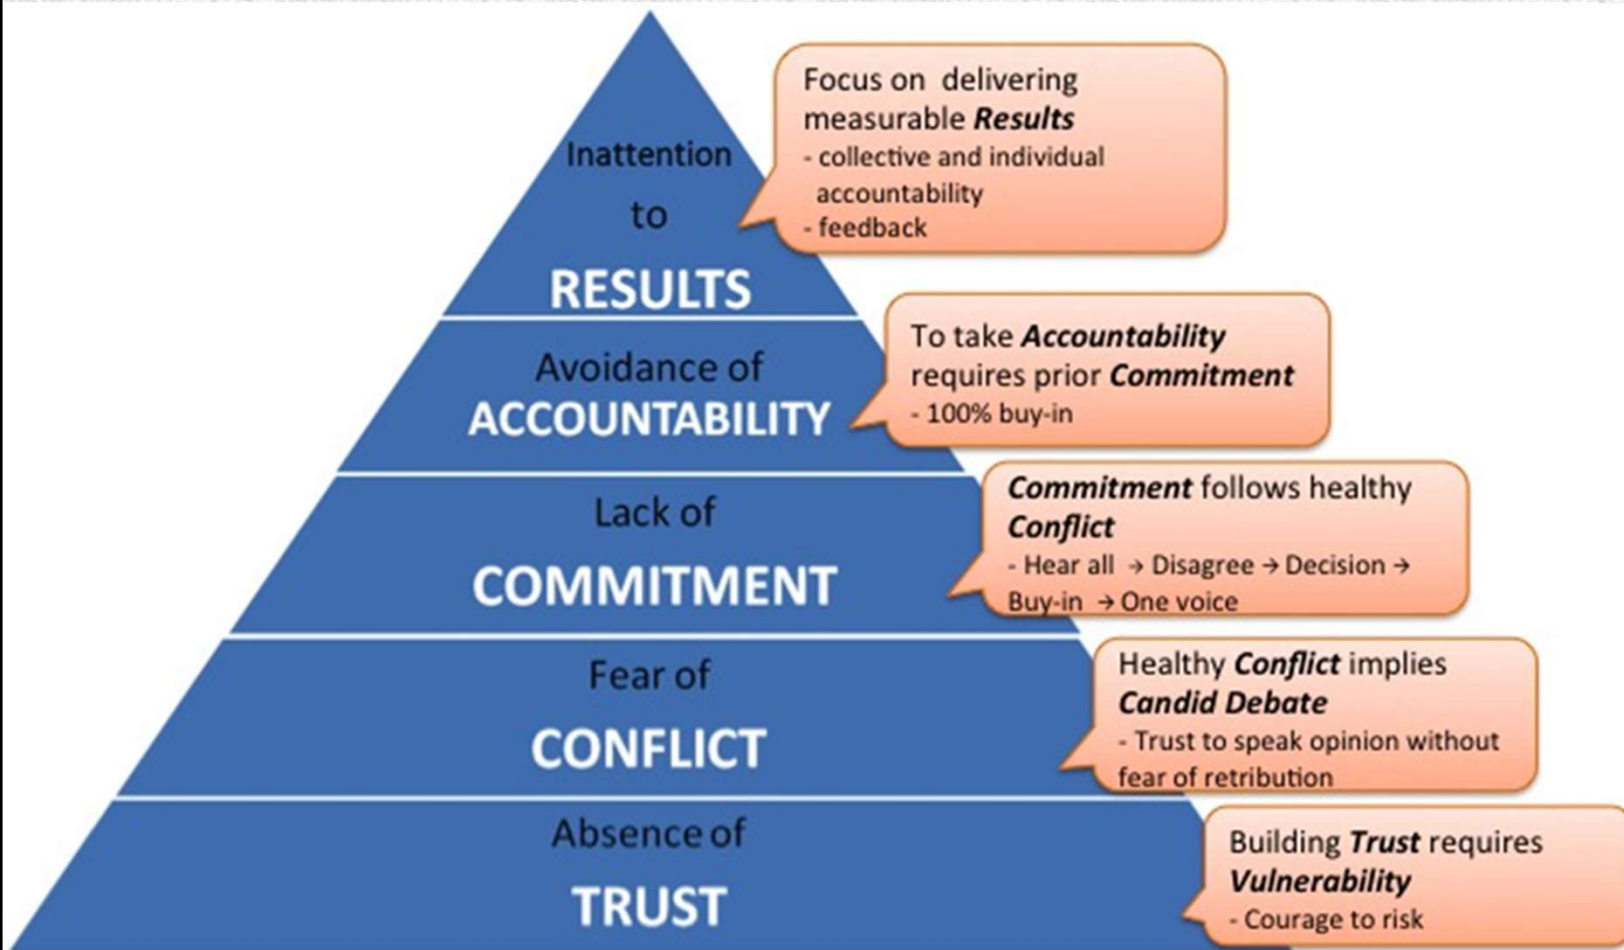 Inattention
to
RESULTS
Focus on delivering
measurable Results
- collective and individual
accountability
- feedback
Avoidance of
ACCOUNTABILITY
To take Accountability
requires prior Commitment
- 100% buy-in
Lack of
COMMITMENT
Commitment follows healthy
Conflict
- Hear all → Disagree → Decision →
Buy-in → One voice
Fear of
CONFLICT
Healthy Conflict implies
Candid Debate
- Trust to speak opinion without
fear of retribution
Absence of
TRUST
Building Trust requires
Vulnerability
- Courage to risk